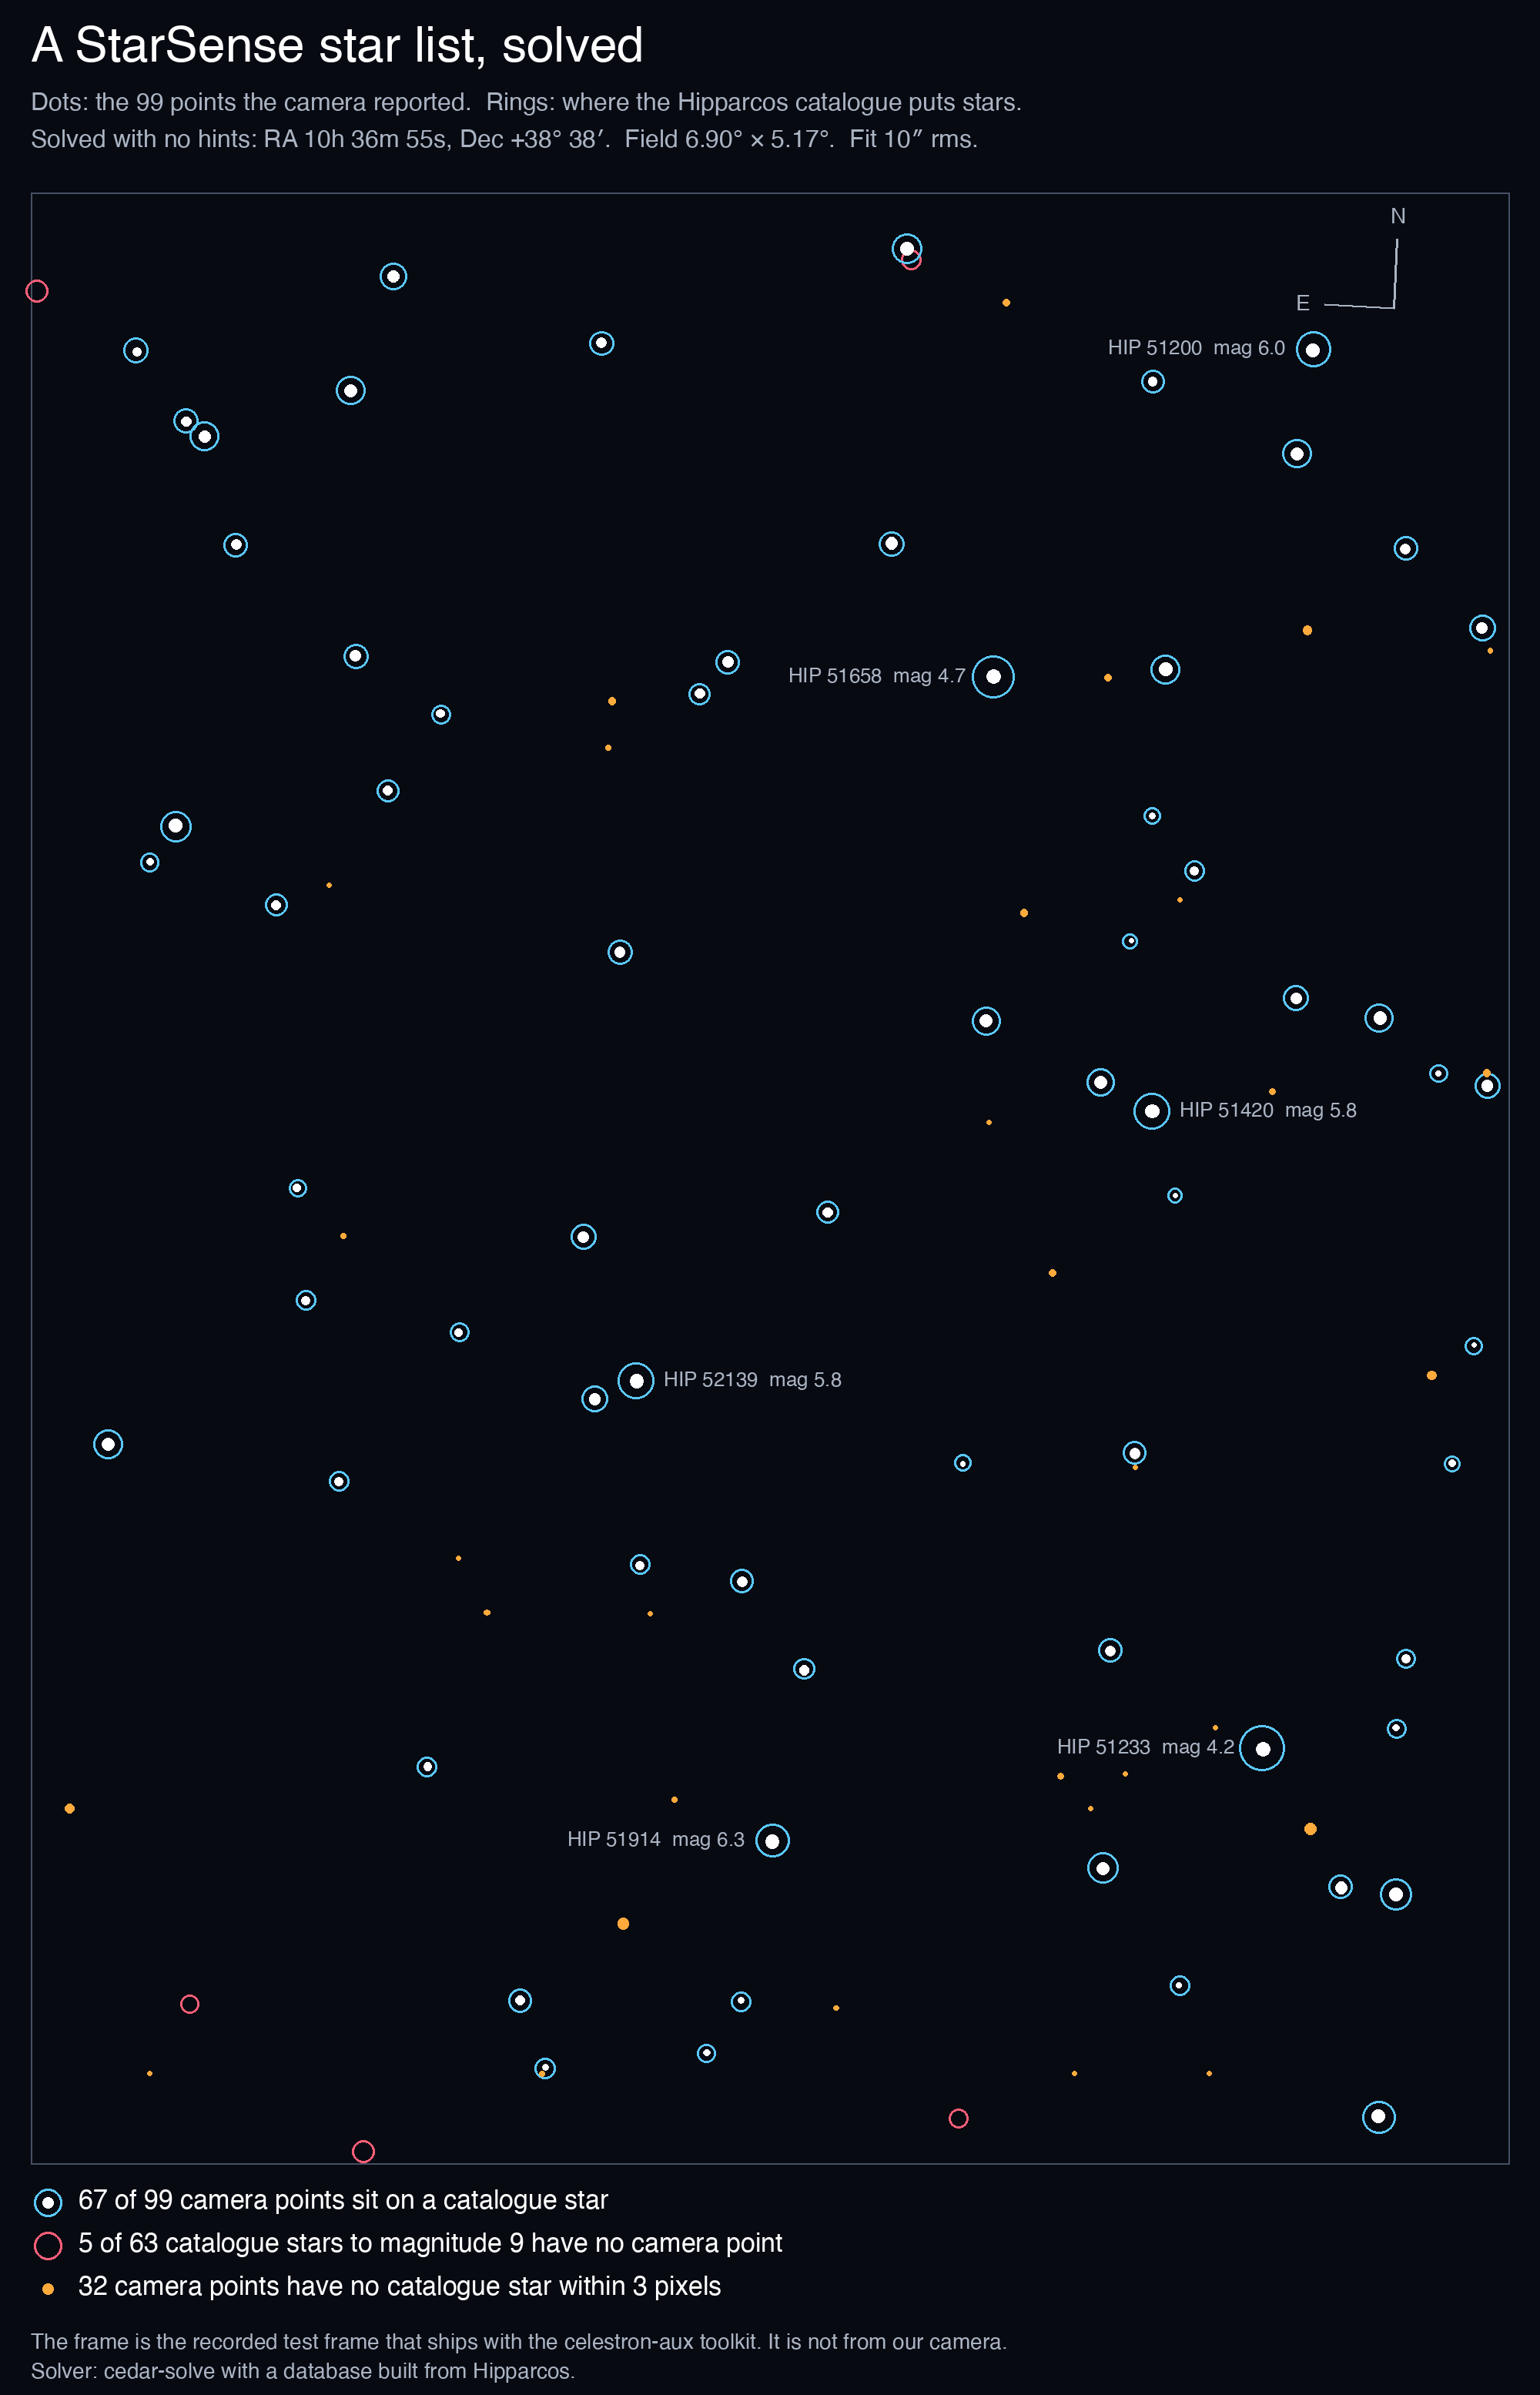 A StarSense star list, solved
Dots: the 99 points the camera reported.  Rings: where the Hipparcos catalogue puts stars.
Solved with no hints: RA 10h 36m 55s, Dec +38° 38′.  Field 6.90° × 5.17°.  Fit 10″ rms.
N
E
HIP 51200  mag 6.0
HIP 51658  mag 4.7
HIP 51420  mag 5.8
HIP 52139  mag 5.8
HIP 51233  mag 4.2
HIP 51914  mag 6.3
67 of 99 camera points sit on a catalogue star
5 of 63 catalogue stars to magnitude 9 have no camera point
32 camera points have no catalogue star within 3 pixels
The frame is the recorded test frame that ships with the celestron-aux toolkit. It is not from our camera.
Solver: cedar-solve with a database built from Hipparcos.